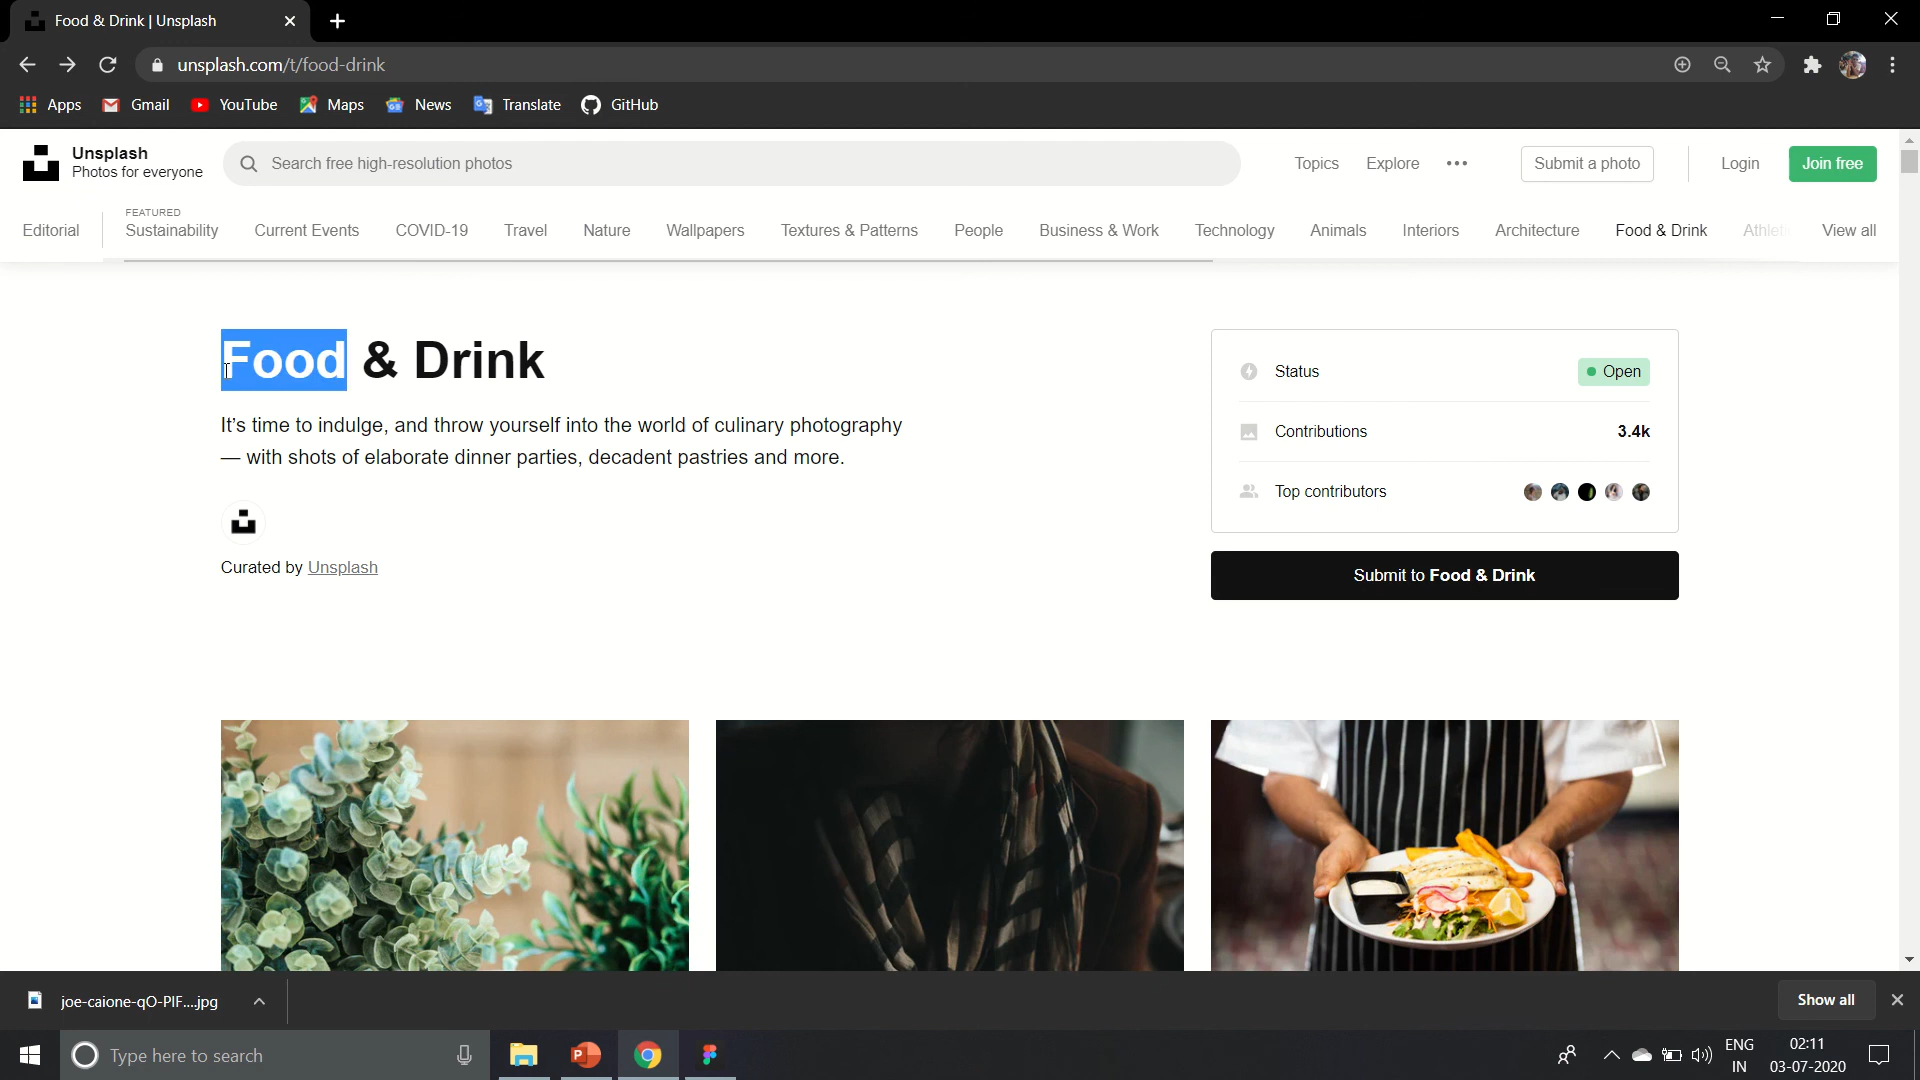 Food & Drink | Unsplash
unsplash.com/t/food-drink
Apps Gmail YouTube Maps News Translate GitHub
Unsplash
Photos for everyone
Search free high-resolution photos
Topics Explore ••• Submit a photo Login Join free
FEATURED
Editorial Sustainability Current Events COVID-19 Travel Nature Wallpapers Textures & Patterns People Business & Work Technology Animals Interiors Architecture Food & Drink View all
Food & Drink
It's time to indulge, and throw yourself into the world of culinary photography
— with shots of elaborate dinner parties, decadent pastries and more.
Curated by Unsplash
Status Open
Contributions 3.4k
Top contributors
Submit to Food & Drink
joe-caione-qO-PIF....jpg
Show all
Type here to search
ENG
IN
02:11
03-07-2020